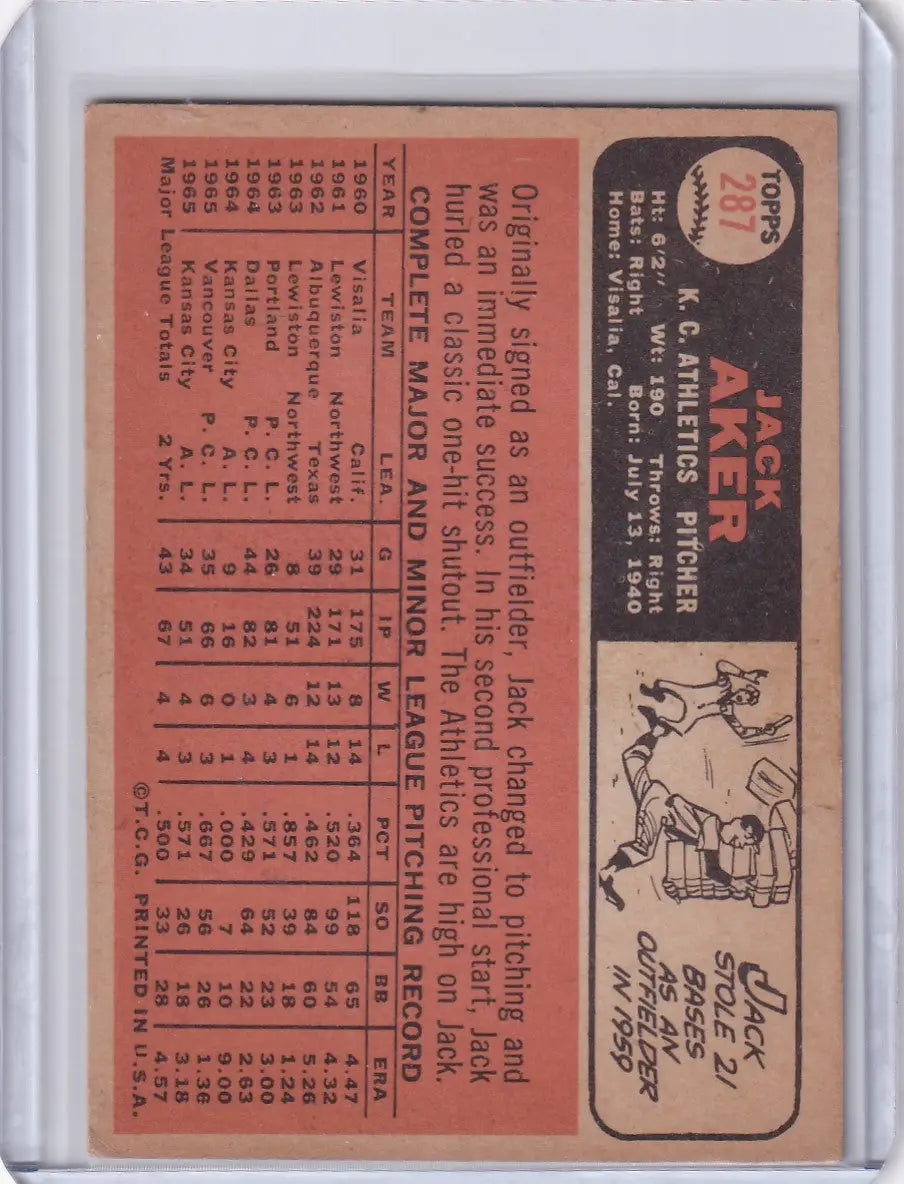 TOPPS
287
JACK
AKER
K. C. ATHLETICS PITCHER
Ht: 6'2" Wt: 190 Throws: Right
Bats: Right Born: July 13, 1940
Home: Visalia, Cal.
JACK
STOLE 21
BASES
AS AN
OUTFIELDER
IN 1959
Originally signed as an outfielder, Jack changed to pitching and
was an immediate success. In his second professional start, Jack
hurled a classic one-hit shutout. The Athletics are high on Jack.
COMPLETE MAJOR AND MINOR LEAGUE PITCHING RECORD
YEAR TEAM LEA. G IP W L PCT SO BB ERA
1960 Visalia Calif. 31 175 8 14 .364 118 65 4.47
1961 Lewiston Northwest 29 171 13 12 .520 99 54 4.32
1962 Albuquerque Texas 39 224 12 14 .462 84 60 5.26
1963 Lewiston Northwest 8 51 6 1 .857 39 18 1.24
1963 Portland P. C. L. 26 81 4 3 .571 52 23 3.00
1964 Dallas P. C. L. 44 82 3 4 .429 64 22 2.63
1964 Kansas City A. L. 9 16 0 1 .000 7 10 9.00
1965 Vancouver P. C. L. 35 66 6 3 .667 56 26 1.36
1965 Kansas City A. L. 34 51 4 3 .571 26 18 3.18
Major League Totals 2 Yrs. 43 67 4 4 .500 33 28 4.57
©T.C.G. PRINTED IN U.S.A.